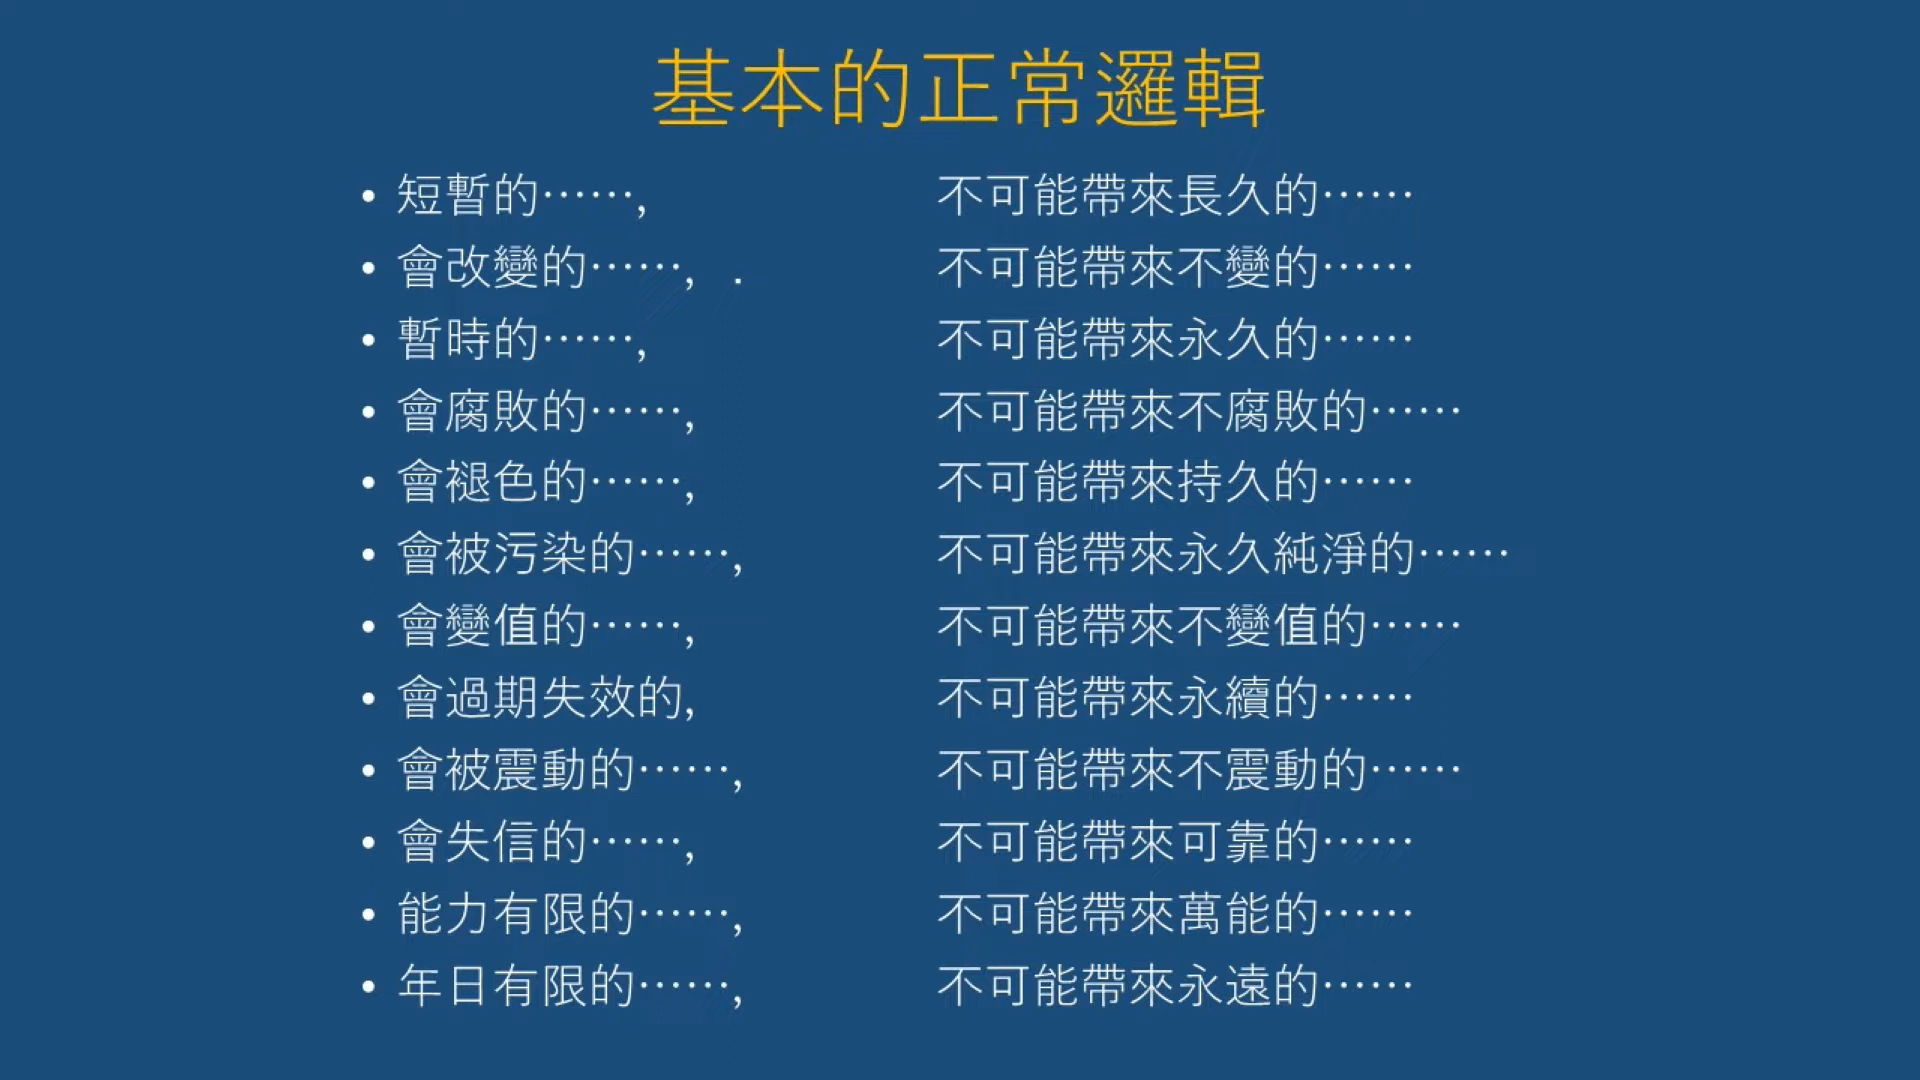 基本的正常邏輯
• 短暫的……, 不可能帶來長久的……
• 會改變的……, . 不可能帶來不變的……
• 暫時的……, 不可能帶來永久的……
• 會腐敗的……, 不可能帶來不腐敗的……
• 會褪色的……, 不可能帶來持久的……
• 會被污染的……, 不可能帶來永久純淨的……
• 會變值的……, 不可能帶來不變值的……
• 會過期失效的, 不可能帶來永續的……
• 會被震動的……, 不可能帶來不震動的……
• 會失信的……, 不可能帶來可靠的……
• 能力有限的……, 不可能帶來萬能的……
• 年日有限的……, 不可能帶來永遠的……